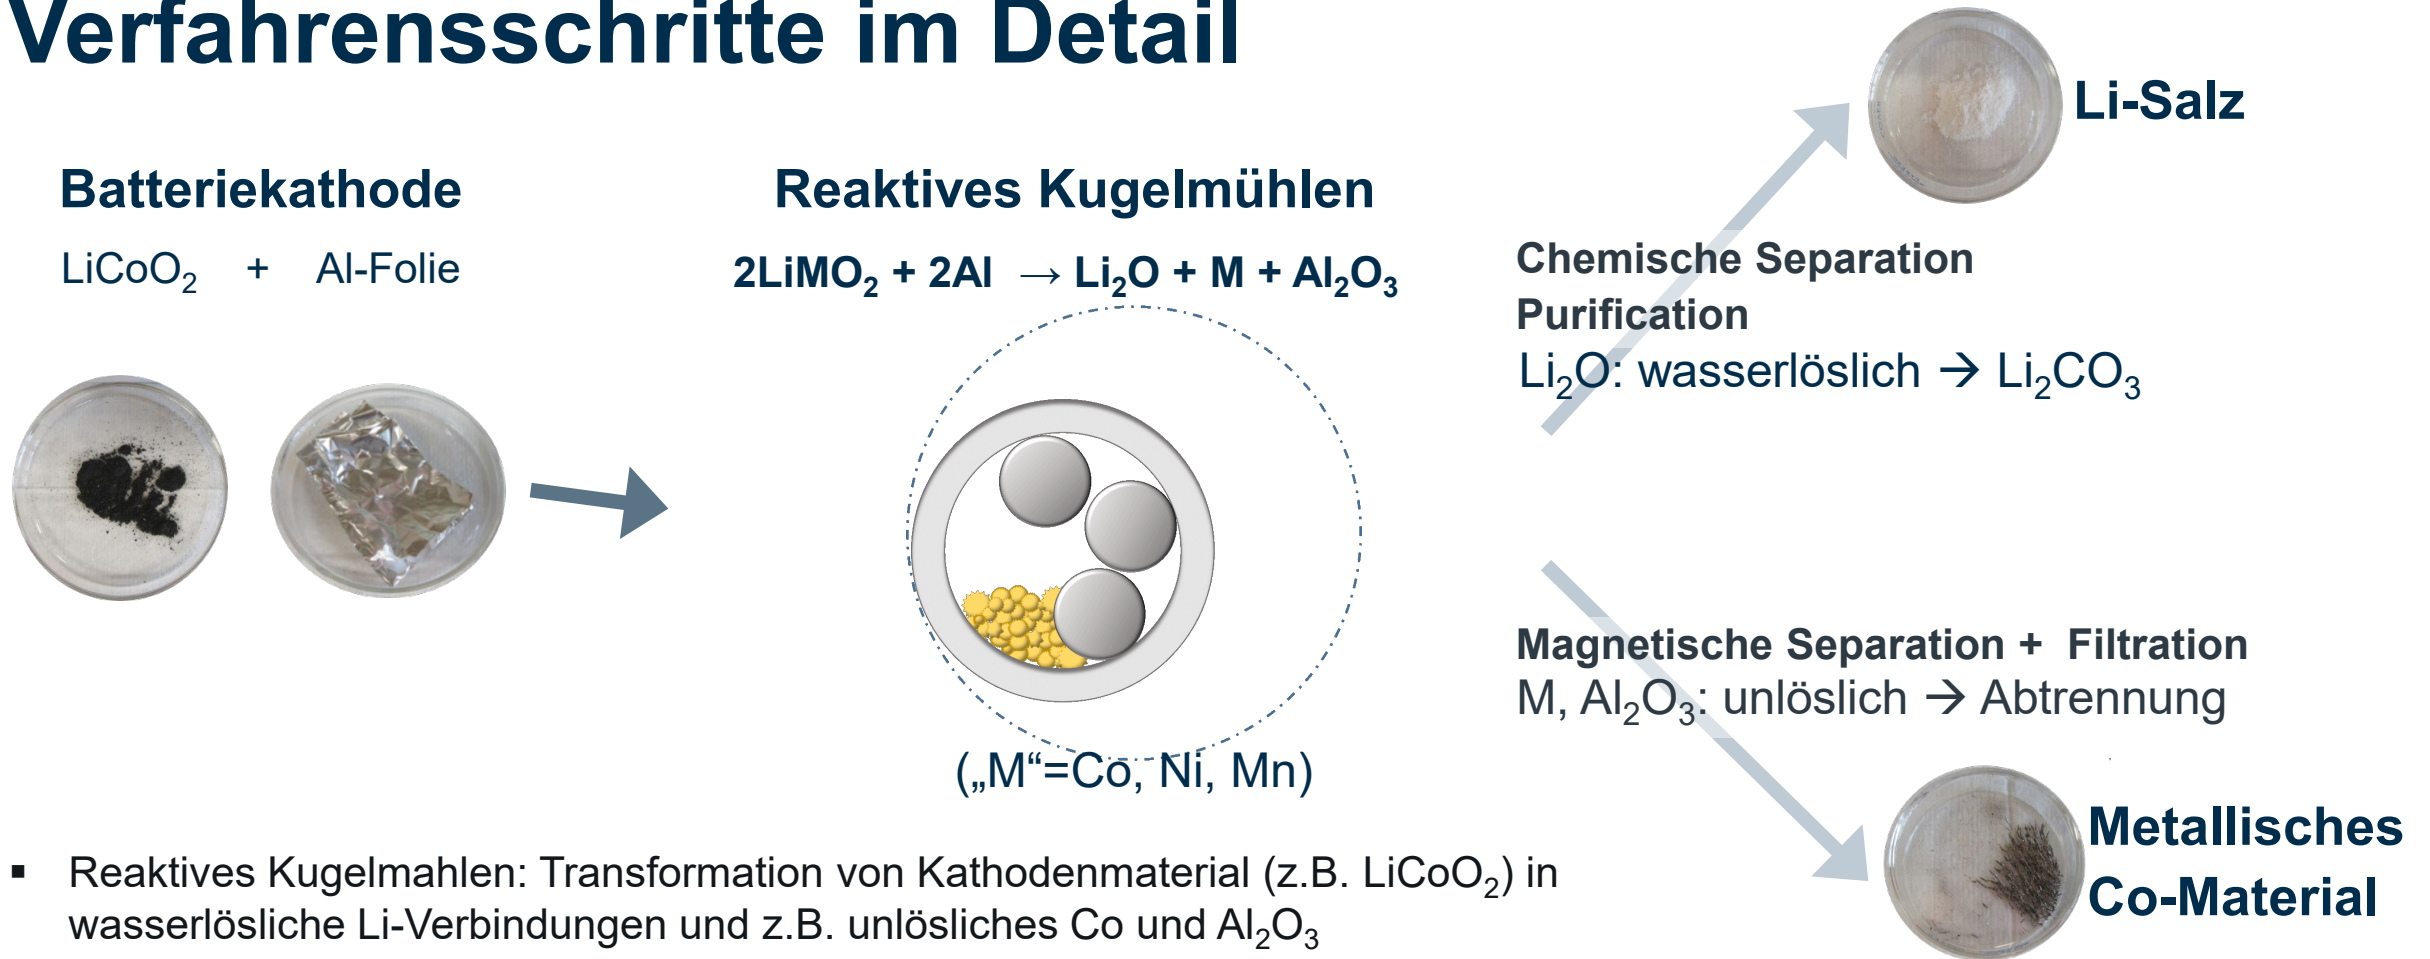 Verfahrensschritte im Detail
Batteriekathode
LiCoO₂ + Al-Folie
Reaktives Kugelmühlen
2LiMO₂ + 2Al → Li₂O + M + Al₂O₃
(„M“=Co, Ni, Mn)
Li-Salz
Chemische Separation
Purification
Li₂O: wasserlöslich → Li₂CO₃
Magnetische Separation + Filtration
M, Al₂O₃: unlöslich → Abtrennung
Metallisches
Co-Material
▪ Reaktives Kugelmahlen: Transformation von Kathodenmaterial (z.B. LiCoO₂) in
wasserlösliche Li-Verbindungen und z.B. unlösliches Co und Al₂O₃